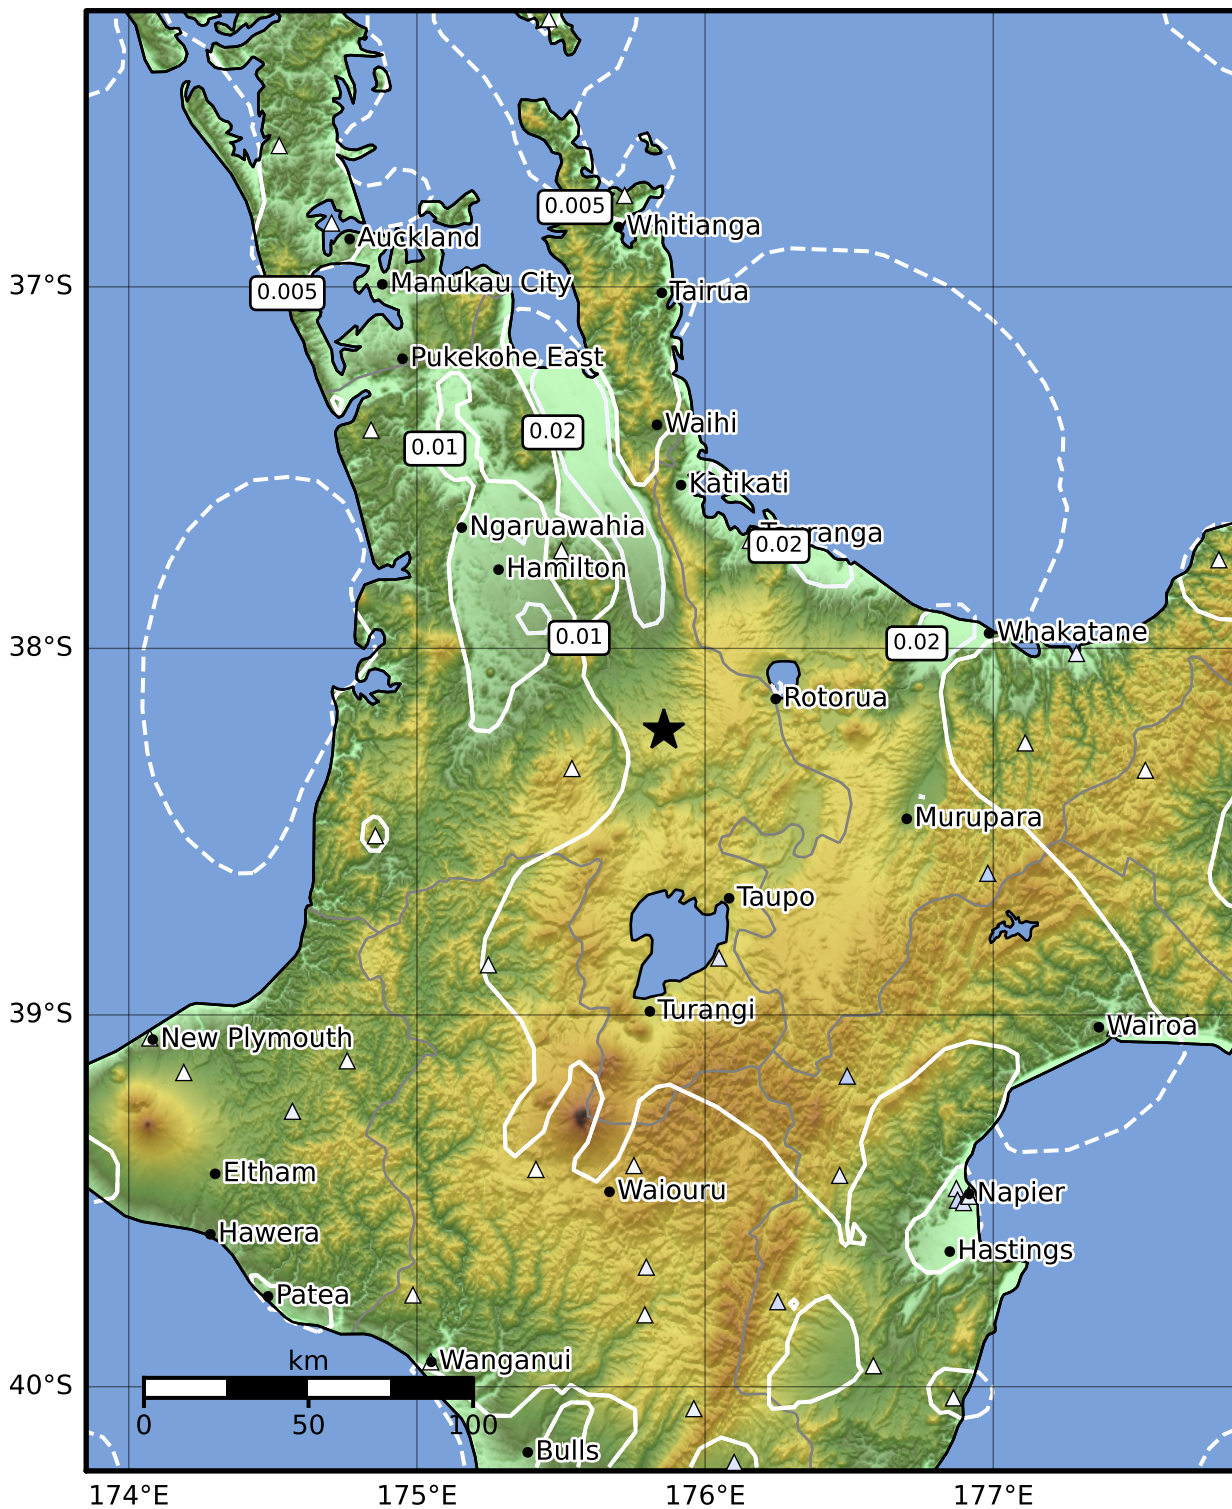 0.005
Whitianga
Auckland
Manukau City
37°S
0.005
Tairua
Pukekohe East
Waihi
0.02
0.01
Katikati
Ngaruawahia
Tauranga
0.02
Hamilton
Whakatane
0.01
0.02
38°S
Rotorua
Murupara
Taupo
Turangi
39°S
Wairoa
New Plymouth
Eltham
Waiouru
Napier
Hawera
Hastings
Patea
km
Wanganui
40°S
0 50 100
Bulls
174°E 175°E 176°E 177°E